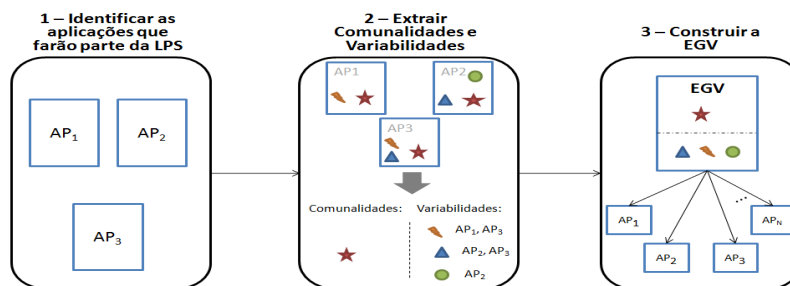 1 – Identificar as
aplicações que
farão parte da LPS
AP1
AP2
AP3
2 – Extrair
Comunalidades e
Variabilidades
AP1
AP2
AP3
Comunalidades:
Variabilidades:
AP1, AP3
AP2, AP3
AP2
3 – Construir a
EGV
EGV
...
AP1
APN
AP2
AP3